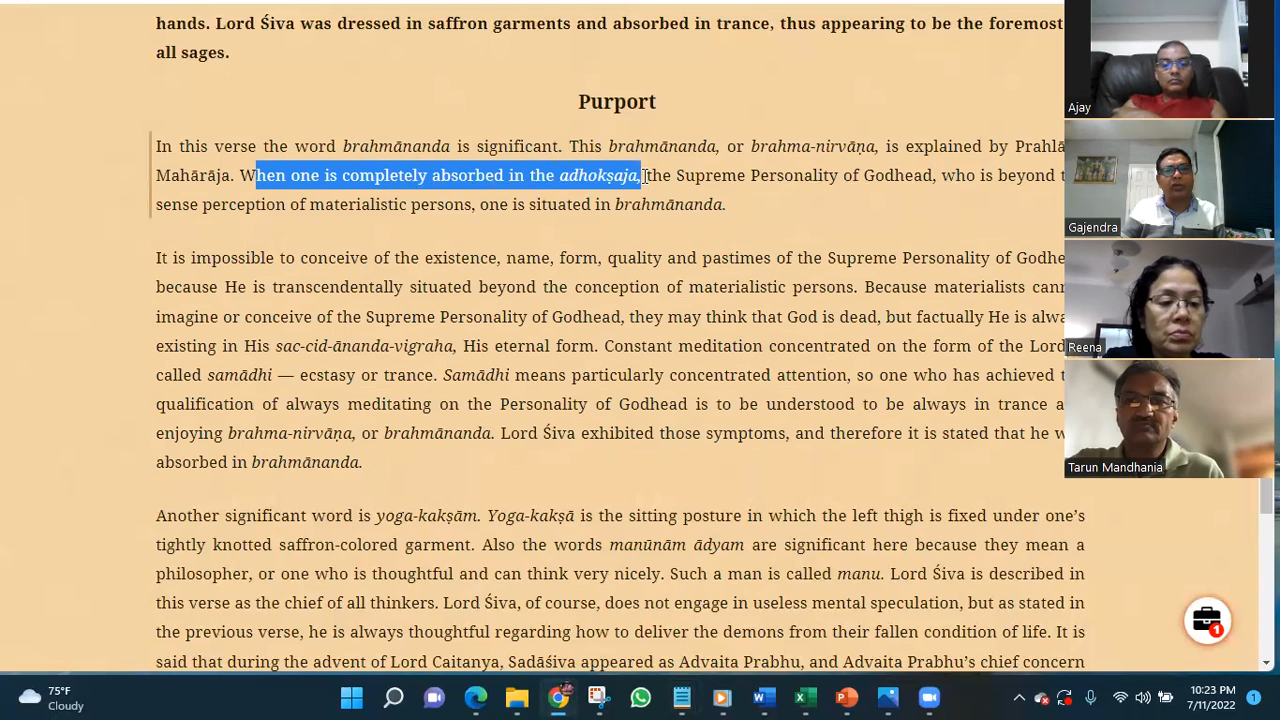 hands. Lord Śiva was dressed in saffron garments and absorbed in trance, thus appearing to be the foremost
all sages.
Purport
In this verse the word brahmānanda is significant. This brahmānanda, or brahma-nirvāṇa, is explained by Prahlā
Mahārāja. When one is completely absorbed in the adhokṣaja, the Supreme Personality of Godhead, who is beyond t
sense perception of materialistic persons, one is situated in brahmānanda.
It is impossible to conceive of the existence, name, form, quality and pastimes of the Supreme Personality of Godhe
because He is transcendentally situated beyond the conception of materialistic persons. Because materialists cann
imagine or conceive of the Supreme Personality of Godhead, they may think that God is dead, but factually He is alwa
existing in His sac-cid-ānanda-vigraha, His eternal form. Constant meditation concentrated on the form of the Lord
called samādhi — ecstasy or trance. Samādhi means particularly concentrated attention, so one who has achieved t
qualification of always meditating on the Personality of Godhead is to be understood to be always in trance a
enjoying brahma-nirvāṇa, or brahmānanda. Lord Śiva exhibited those symptoms, and therefore it is stated that he w
absorbed in brahmānanda.
Another significant word is yoga-kakṣām. Yoga-kakṣā is the sitting posture in which the left thigh is fixed under one’s
tightly knotted saffron-colored garment. Also the words manūnām ādyam are significant here because they mean a
philosopher, or one who is thoughtful and can think very nicely. Such a man is called manu. Lord Śiva is described in
this verse as the chief of all thinkers. Lord Śiva, of course, does not engage in useless mental speculation, but as stated in
the previous verse, he is always thoughtful regarding how to deliver the demons from their fallen condition of life. It is
said that during the advent of Lord Caitanya, Sadāśiva appeared as Advaita Prabhu, and Advaita Prabhu’s chief concern
Ajay
Gajendra
Reena
Tarun Mandhania
1
75°F
Cloudy
10:23 PM
7/11/2022
1